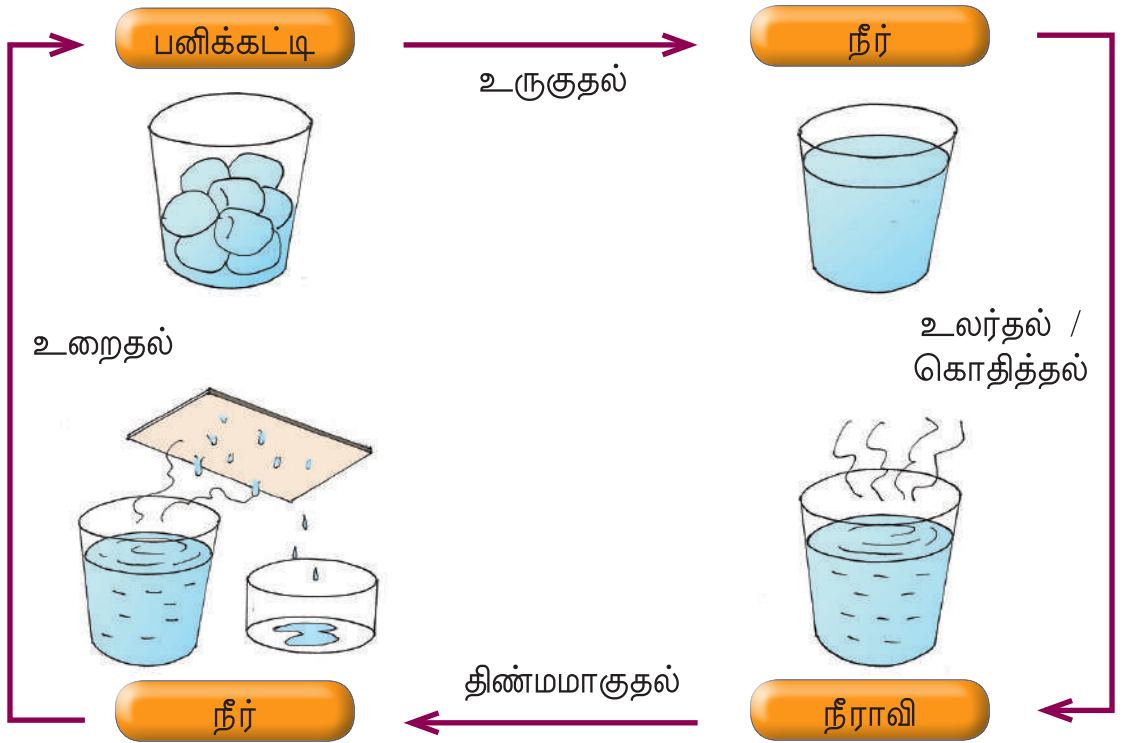 பனிக்கட்டி
நீர்
உருகுதல்
உலர்தல் /
கொதித்தல்
உறைதல்
திண்மமாகுதல்
நீர்
நீராவி